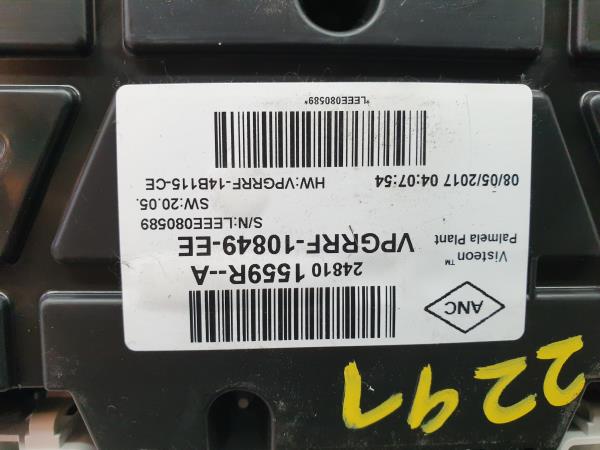 2291
24810 1559R--A
ANC
VPGRRF-10849-EE
Visteon™
Palmela Plant
S/N:LEEE080589
SW:20.05.
HW:VPGRRF-14B115-CE
08/05/2017 04:07:54
*LEEE080589*